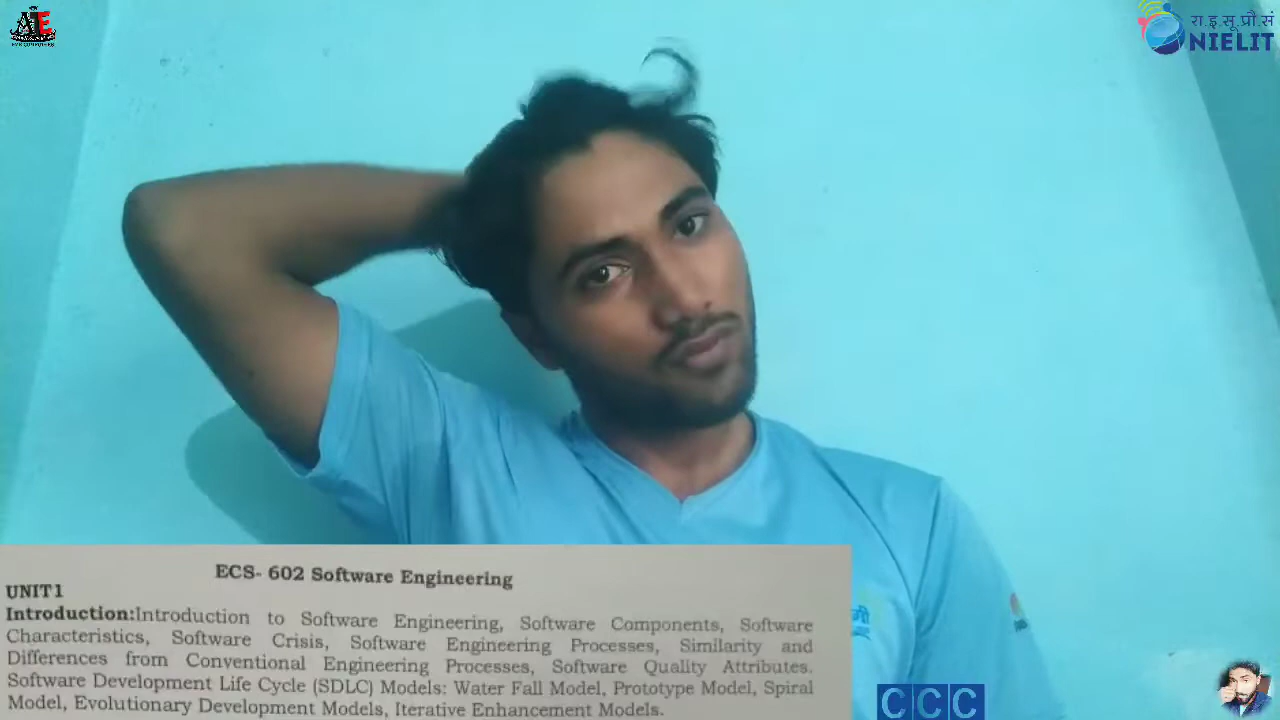 AE
रा.इ.सू.प्रौ.सं
NIELIT
ECS- 602 Software Engineering
UNIT1
Introduction:Introduction to Software Engineering, Software Components, Software
Characteristics, Software Crisis, Software Engineering Processes, Similarity and
Differences from Conventional Engineering Processes, Software Quality Attributes.
Software Development Life Cycle (SDLC) Models: Water Fall Model, Prototype Model, Spiral
Model, Evolutionary Development Models, Iterative Enhancement Models.
CCC